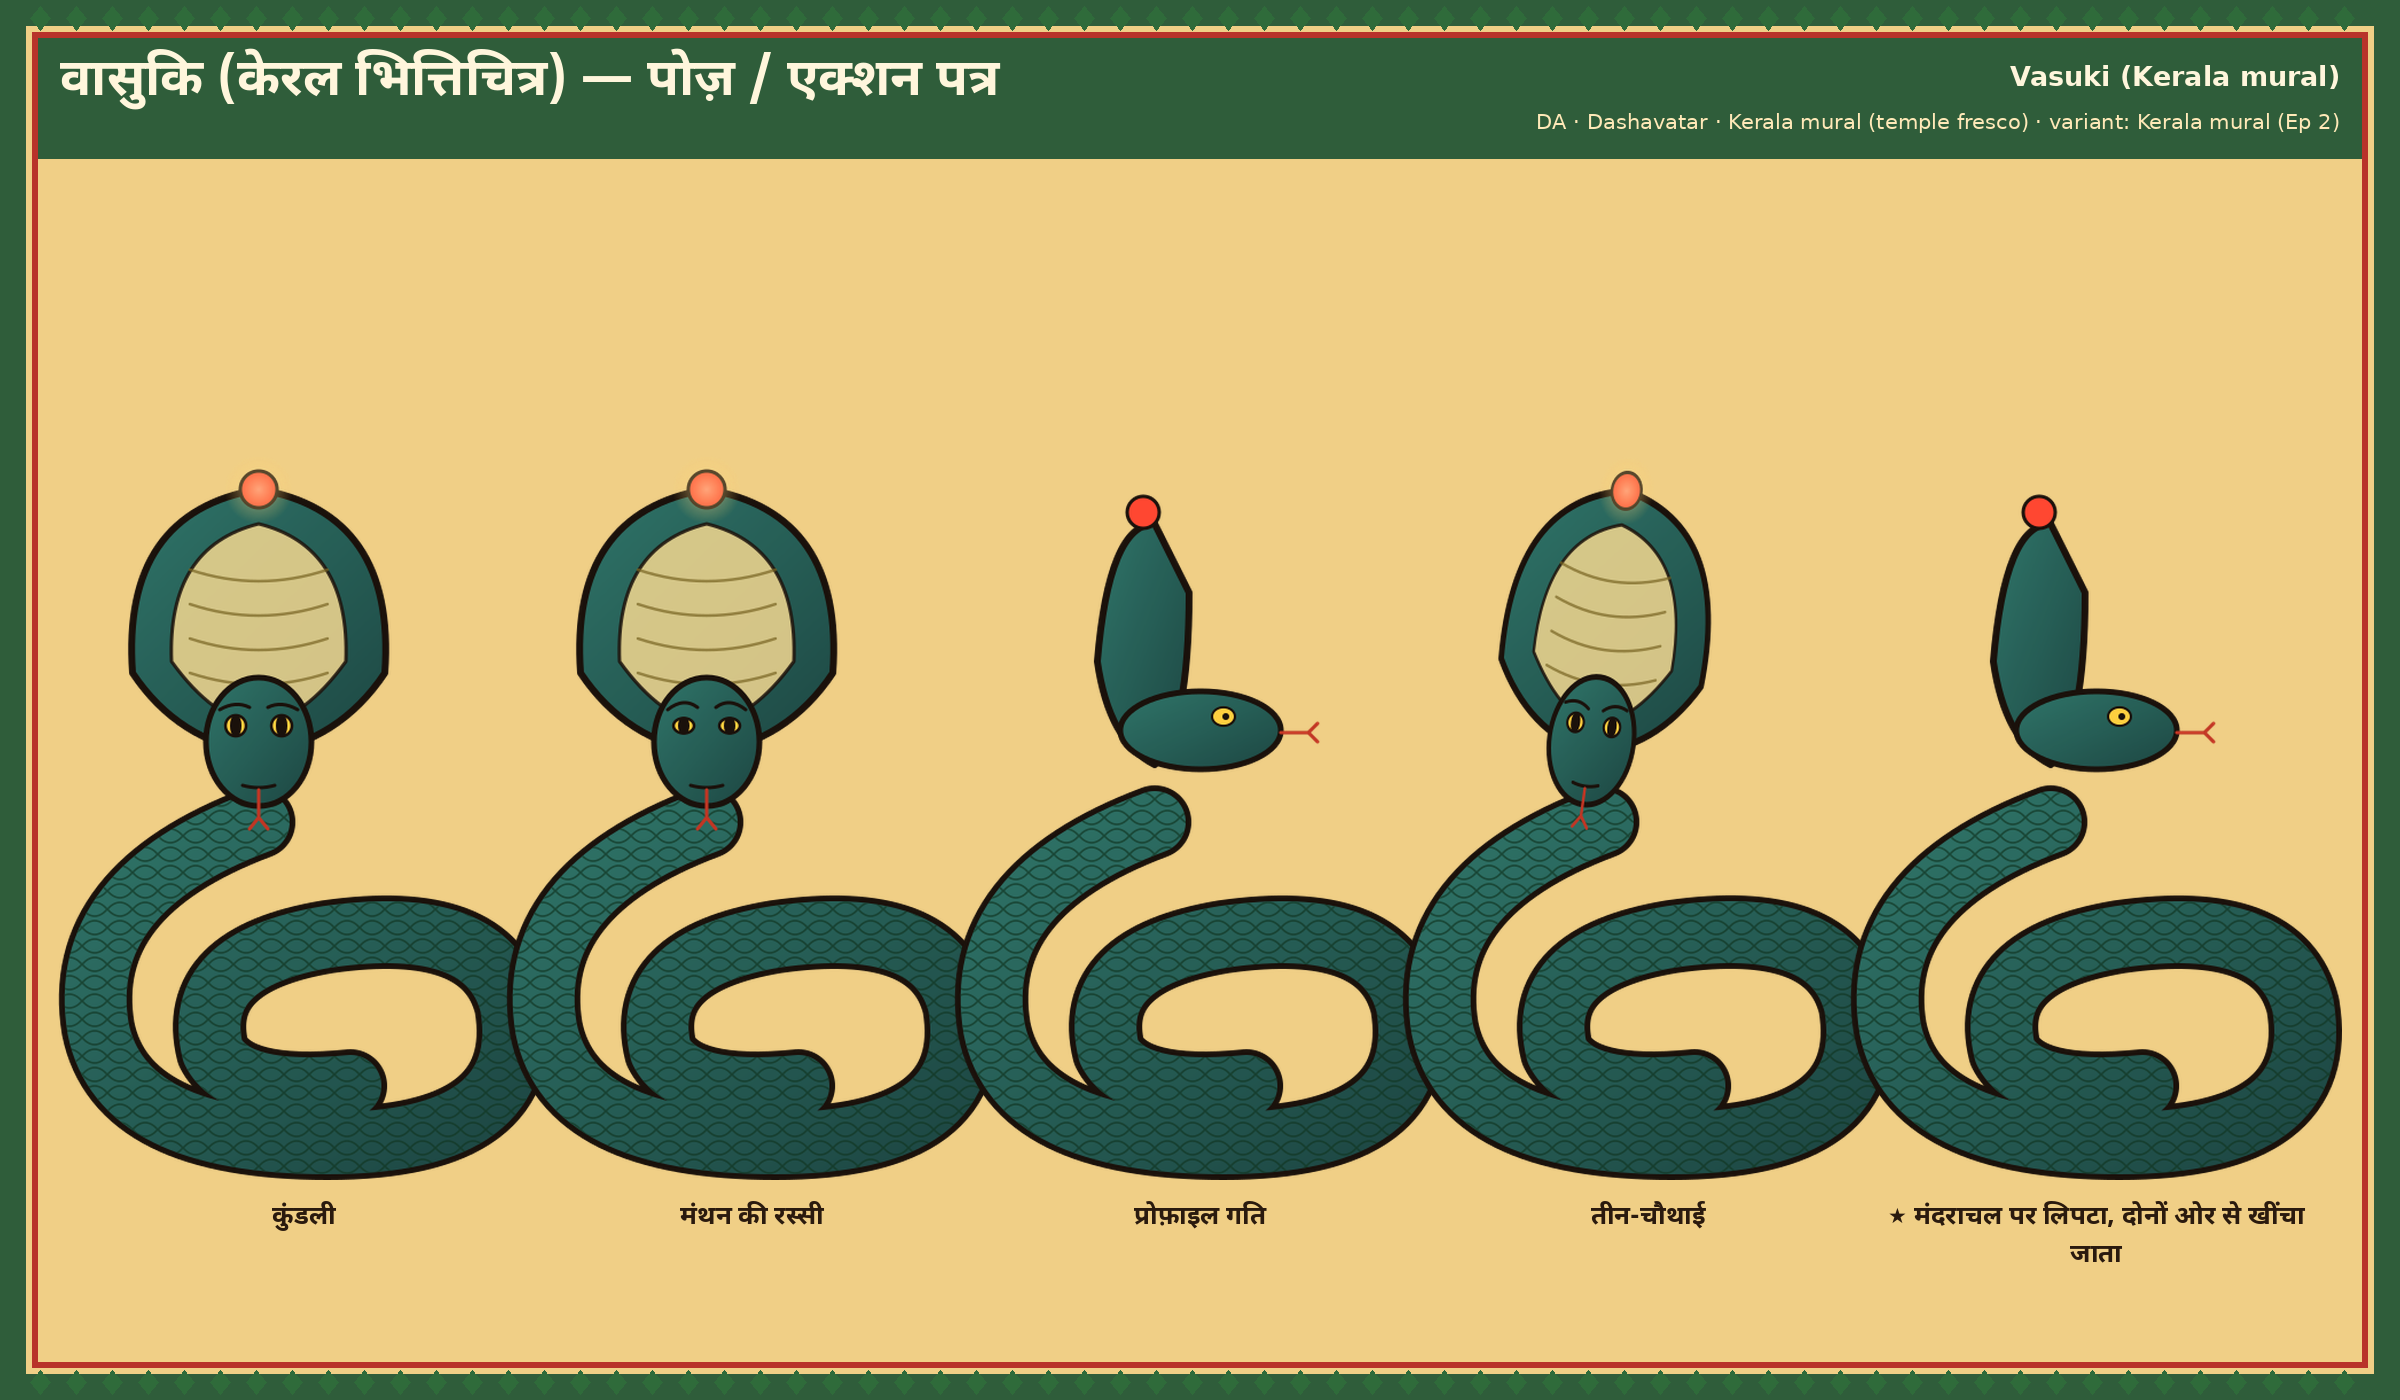 वासुकि (केरल भित्तिचित्र) — पोज़ / एक्शन पत्र
Vasuki (Kerala mural)
DA · Dashavatar · Kerala mural (temple fresco) · variant: Kerala mural (Ep 2)
कुंडली
मंथन की रस्सी
प्रोफ़ाइल गति
तीन-चौथाई
★ मंदराचल पर लिपटा, दोनों ओर से खींचा
जाता